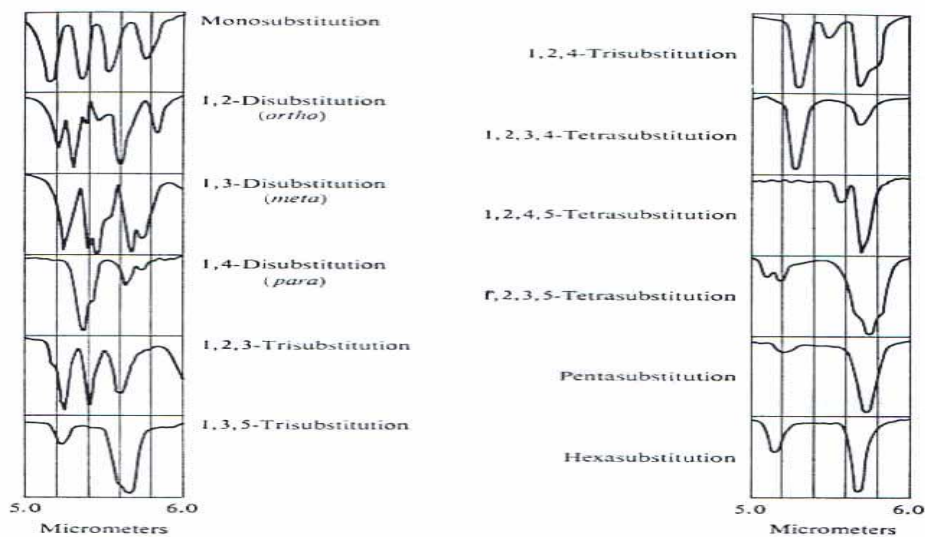 Monosubstitution
1,2-Disubstitution
(ortho)
1,3-Disubstitution
(meta)
1,4-Disubstitution
(para)
1,2,3-Trisubstitution
1,3,5-Trisubstitution
5.0 6.0
Micrometers
1,2,4-Trisubstitution
1,2,3,4-Tetrasubstitution
1,2,4,5-Tetrasubstitution
1,2,3,5-Tetrasubstitution
Pentasubstitution
Hexasubstitution
5.0 6.0
Micrometers